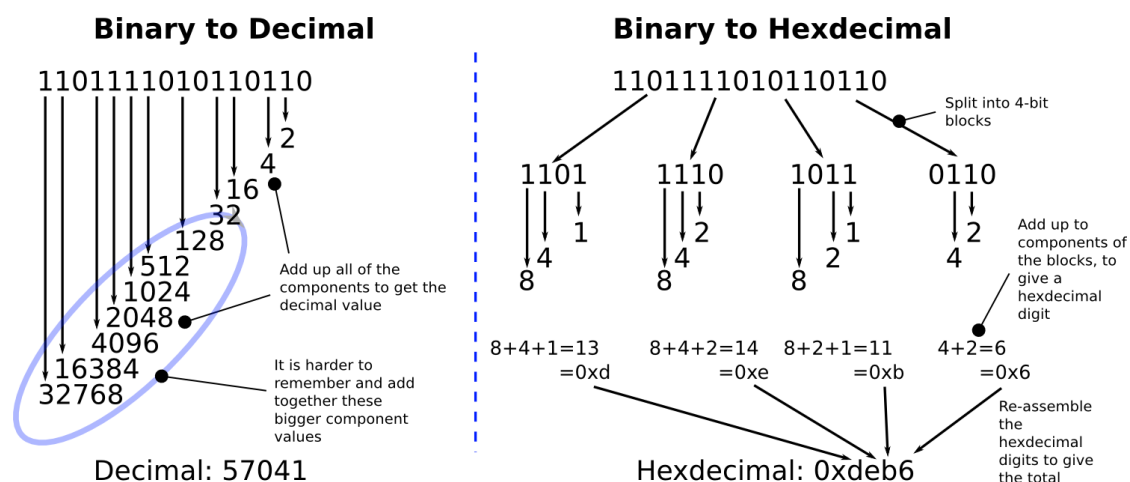 Binary to Decimal
1101111010110110
2
4
16
32
128
512
1024
2048
4096
16384
32768
Add up all of the
components to get the
decimal value
It is harder to
remember and add
together these
bigger component
values
Decimal: 57041
Binary to Hexdecimal
1101111010110110
Split into 4-bit
blocks
1101
1110
1011
0110
1
4
8
2
4
8
1
2
8
2
4
Add up to
components of
the blocks, to
give a
hexdecimal
digit
8+4+1=13
=0xd
8+4+2=14
=0xe
8+2+1=11
=0xb
4+2=6
=0x6
Re-assemble
the
hexdecimal
digits to give
the total
Hexdecimal: 0xdeb6